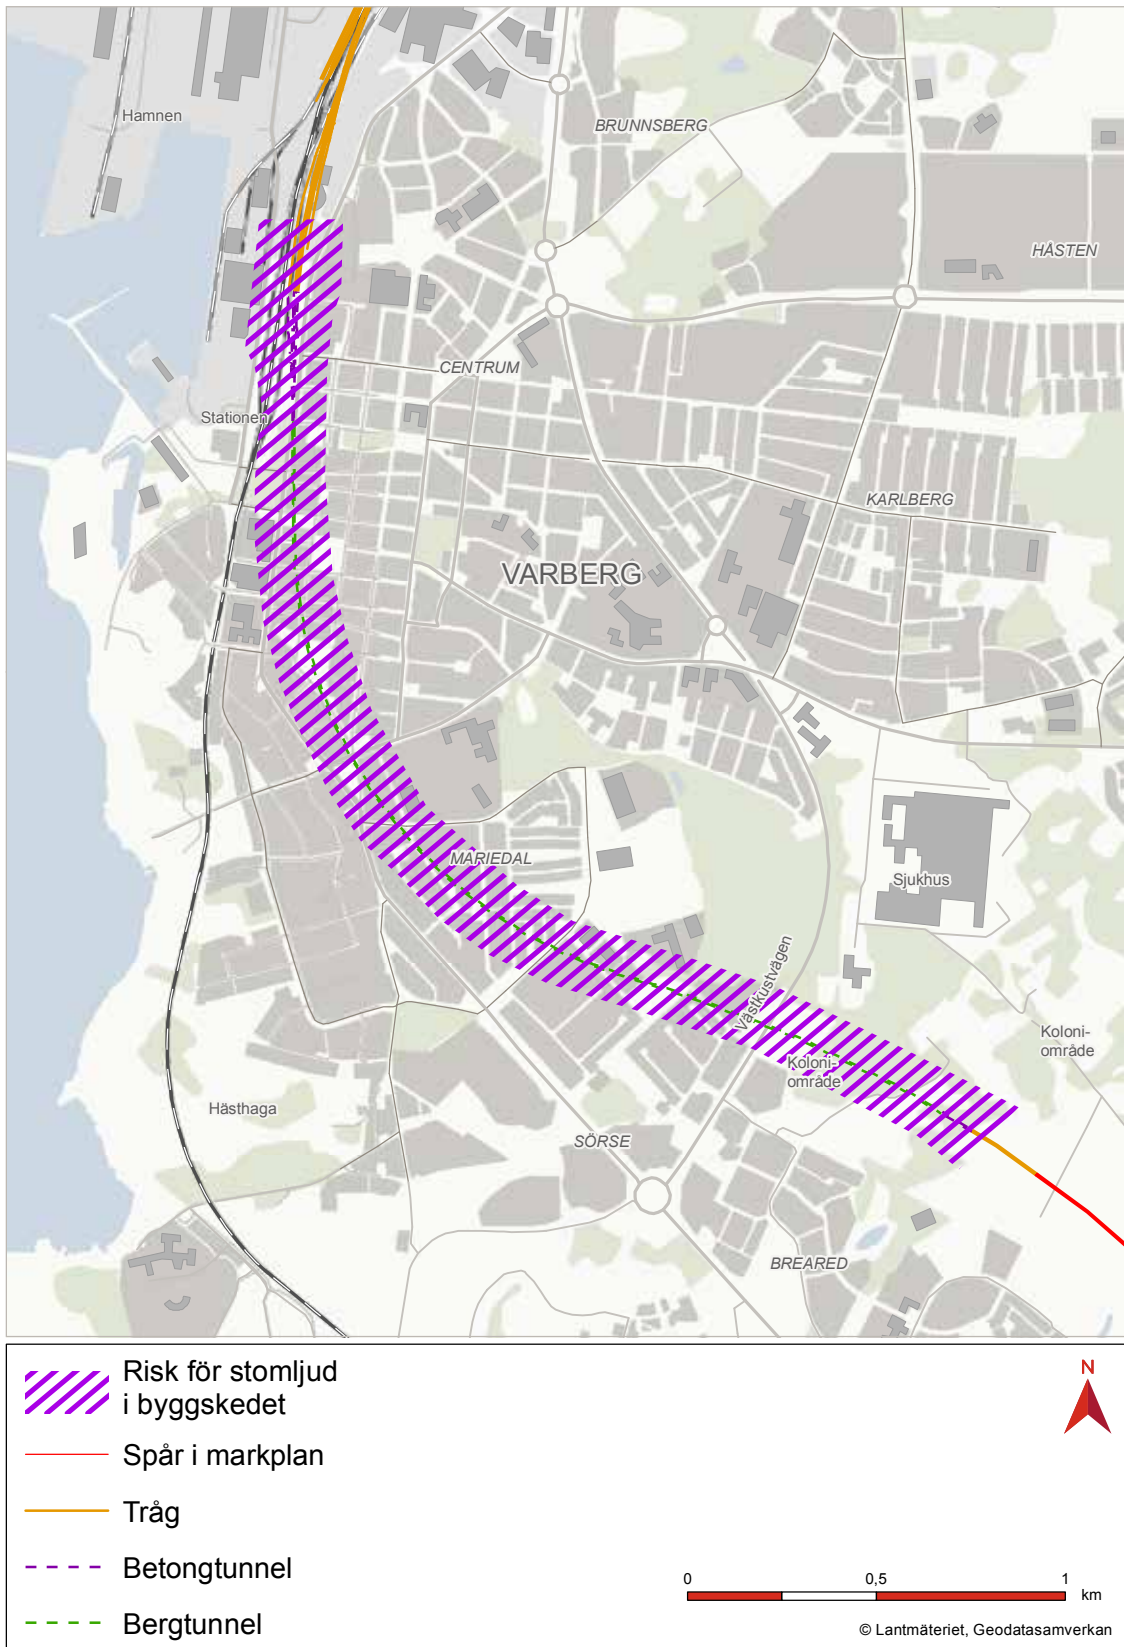 Hamnen
BRUNNSBERG
HÅSTEN
CENTRUM
Stationen
KARLBERG
VARBERG
MARIEDAL
Sjukhus
Västkustvägen
Koloni-
område
Koloni-
område
Hästhaga
SÖRSE
BREARED
Risk för stomljud
i byggskedet
Spår i markplan
Tråg
Betongtunnel
Bergtunnel
N
0 0,5 1
km
© Lantmäteriet, Geodatasamverkan